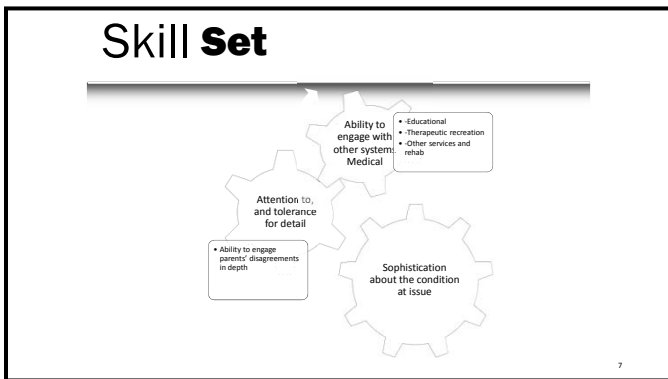 Skill Set
Ability to
engage with
other systems
Medical
• -Educational
• -Therapeutic recreation
• -Other services and
rehab
Attention to,
and tolerance
for detail
• Ability to engage
parents' disagreements
in depth
Sophistication
about the condition
at issue
7